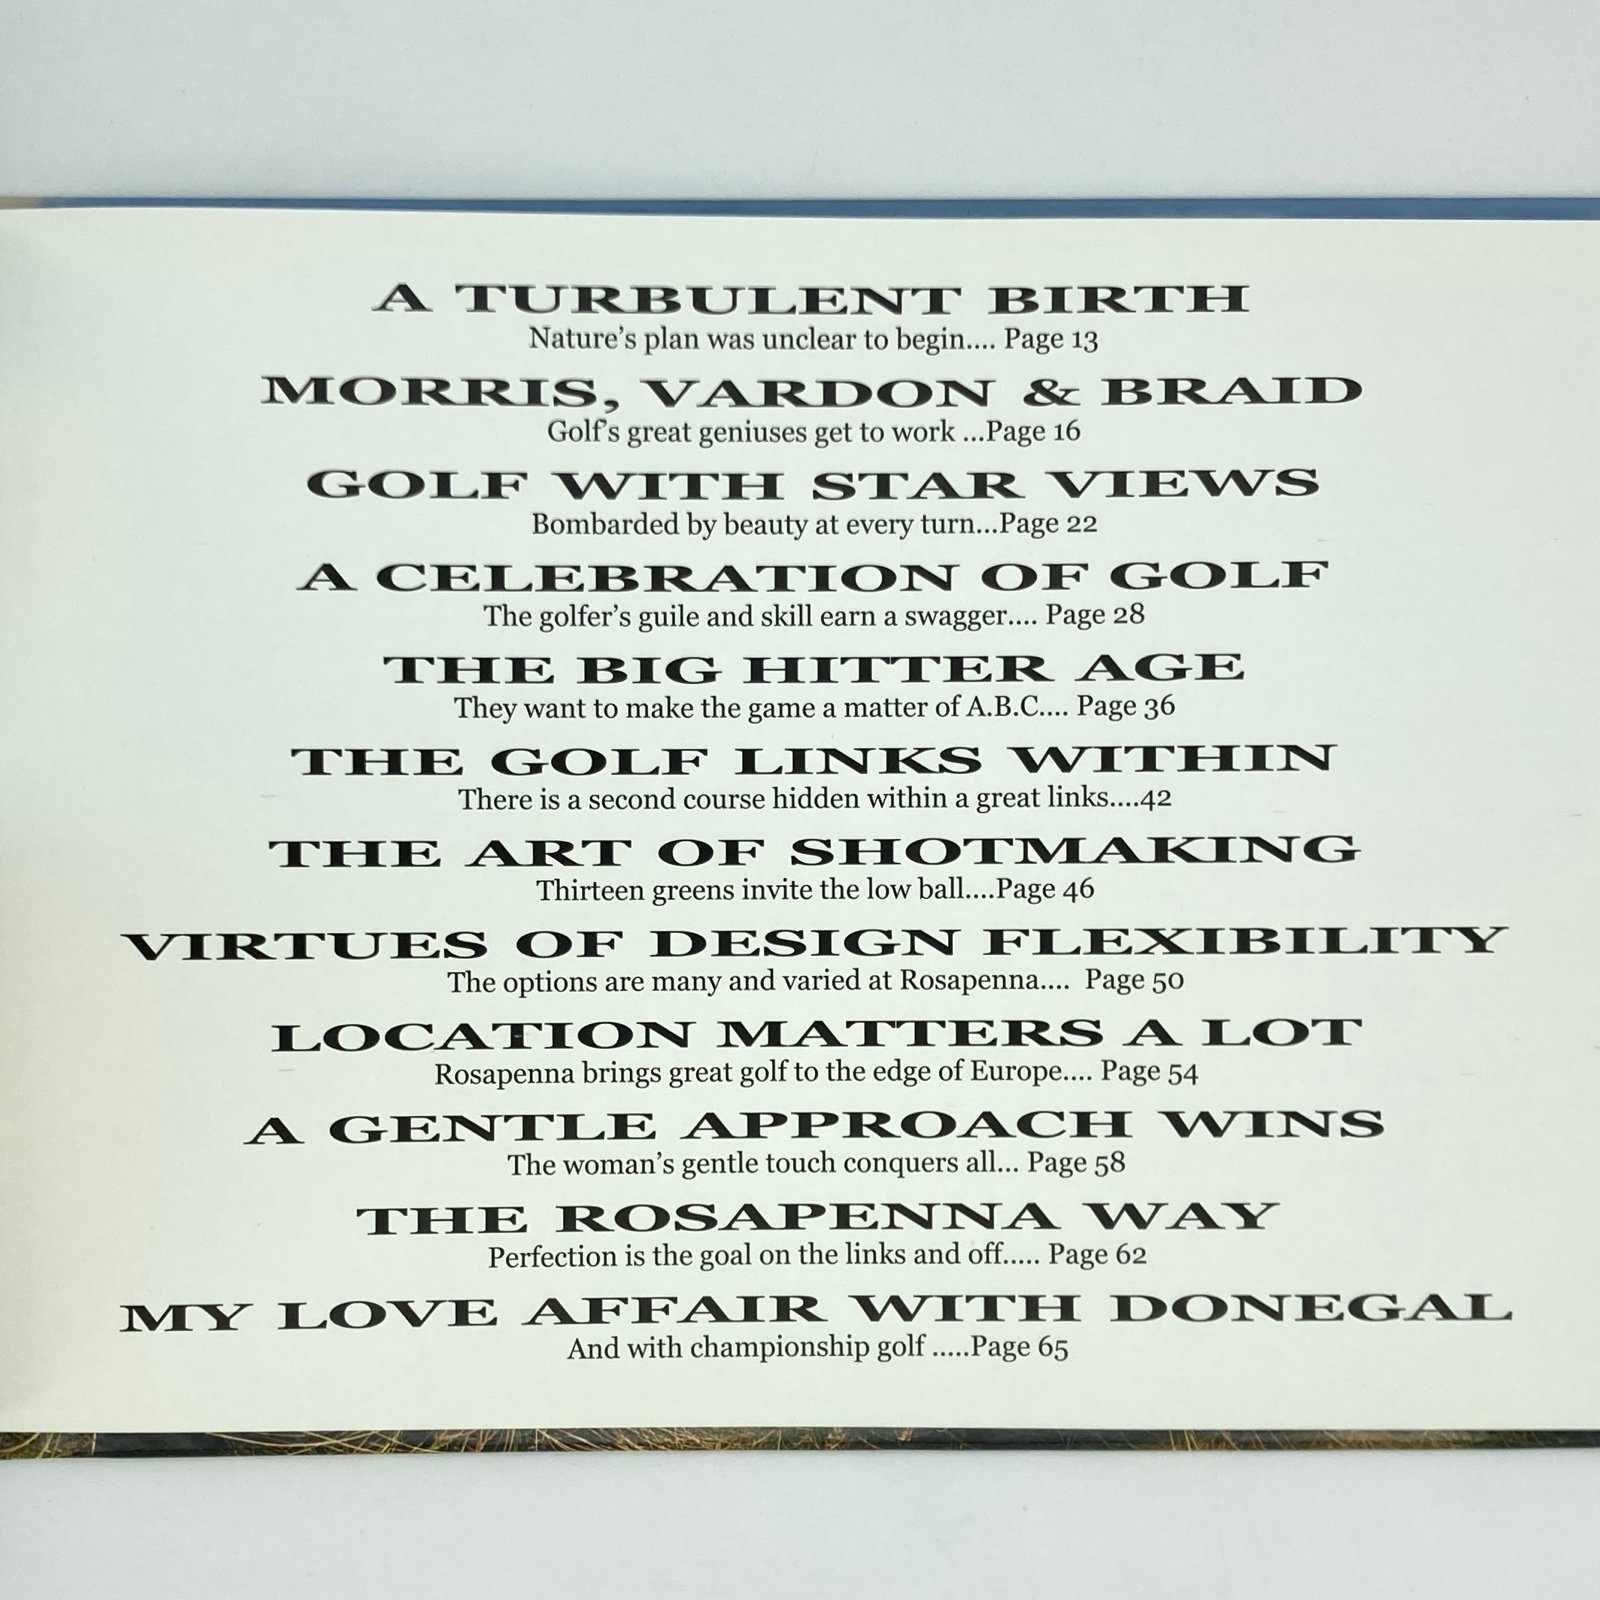 A TURBULENT BIRTH
Nature's plan was unclear to begin.... Page 13
MORRIS, VARDON & BRAID
Golf's great geniuses get to work ...Page 16
GOLF WITH STAR VIEWS
Bombarded by beauty at every turn...Page 22
A CELEBRATION OF GOLF
The golfer's guile and skill earn a swagger.... Page 28
THE BIG HITTER AGE
They want to make the game a matter of A.B.C.... Page 36
THE GOLF LINKS WITHIN
There is a second course hidden within a great links....42
THE ART OF SHOTMAKING
Thirteen greens invite the low ball....Page 46
VIRTUES OF DESIGN FLEXIBILITY
The options are many and varied at Rosapenna....  Page 50
LOCATION MATTERS A LOT
Rosapenna brings great golf to the edge of Europe.... Page 54
A GENTLE APPROACH WINS
The woman's gentle touch conquers all... Page 58
THE ROSAPENNA WAY
Perfection is the goal on the links and off..... Page 62
MY LOVE AFFAIR WITH DONEGAL
And with championship golf .....Page 65